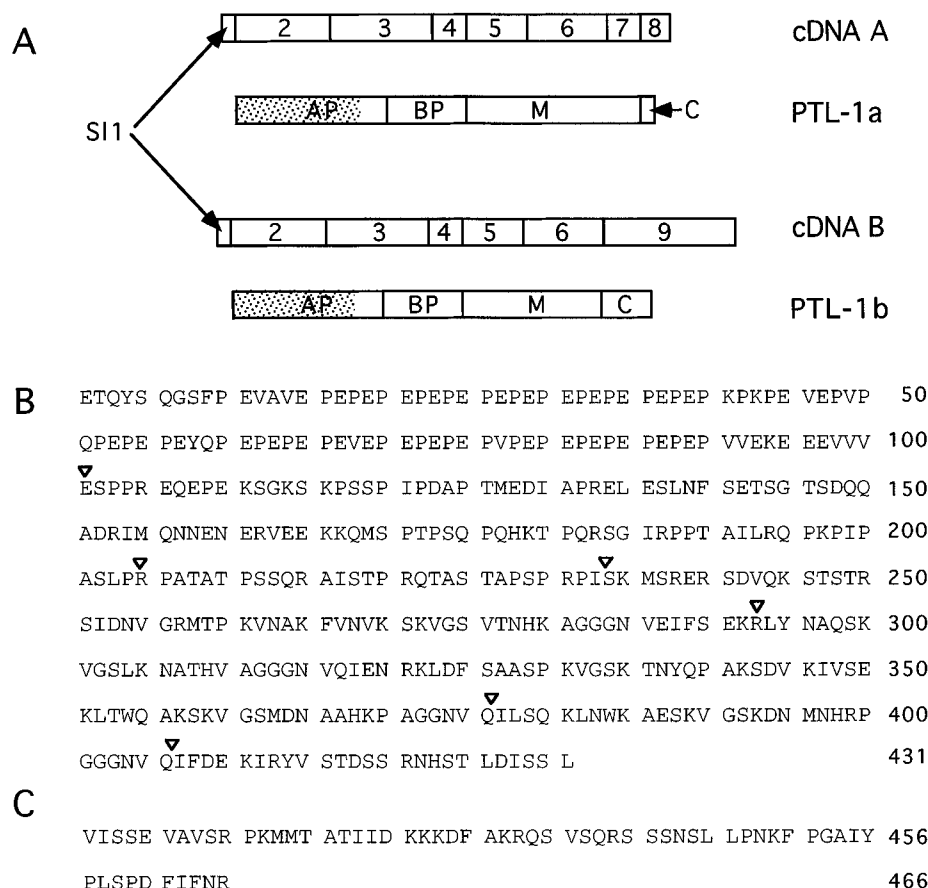 A
2 3 4 5 6 7 8 cDNA A
AP BP M C PTL-1a
SL1
2 3 4 5 6 9 cDNA B
AP BP M C PTL-1b
B
ETQYS QGSFP EVAVE PEPEP EPEPE PEPEP EPEPE PEPEP KPKPE VEPVP 50
QPEPE PEYQP EPEPE PEVEP EPEPE PVPEP EPEPE PEPEP VVEKE EEVVV 100
ESPPR EQEPE KSGKS KPSSP IPDAP TMEDI APREL ESLNF SETSG TSDQQ 150
ADRIM QNNEN ERVEE KKQMS PTPSQ PQHKT PQRSG IRPPT AILRQ PKPIP 200
ASLPR PATAT PSSQR AISTP RQTAS TAPSP RPISK MSRER SDVQK STSTR 250
SIDNV GRMTP KVNAK FVNVK SKVGS VTNHK AGGGN VEIFS EKRLY NAQSK 300
VGSLK NATHV AGGGN VQIEN RKLDF SAASP KVGSK TNYQP AKSDV KIVSE 350
KLTWQ AKSKV GSMDN AAHKP AGGNV QILSQ KLNWK AESKV GSKDN MNHRP 400
GGGNV QIFDE KIRYV STDSS RNHST LDISS L 431
C
VISSE VAVSR PKMMT ATIID KKKDF AKRQS VSQRS SSNSL LPNKF PGAIY 456
PLSPD FIFNR 466